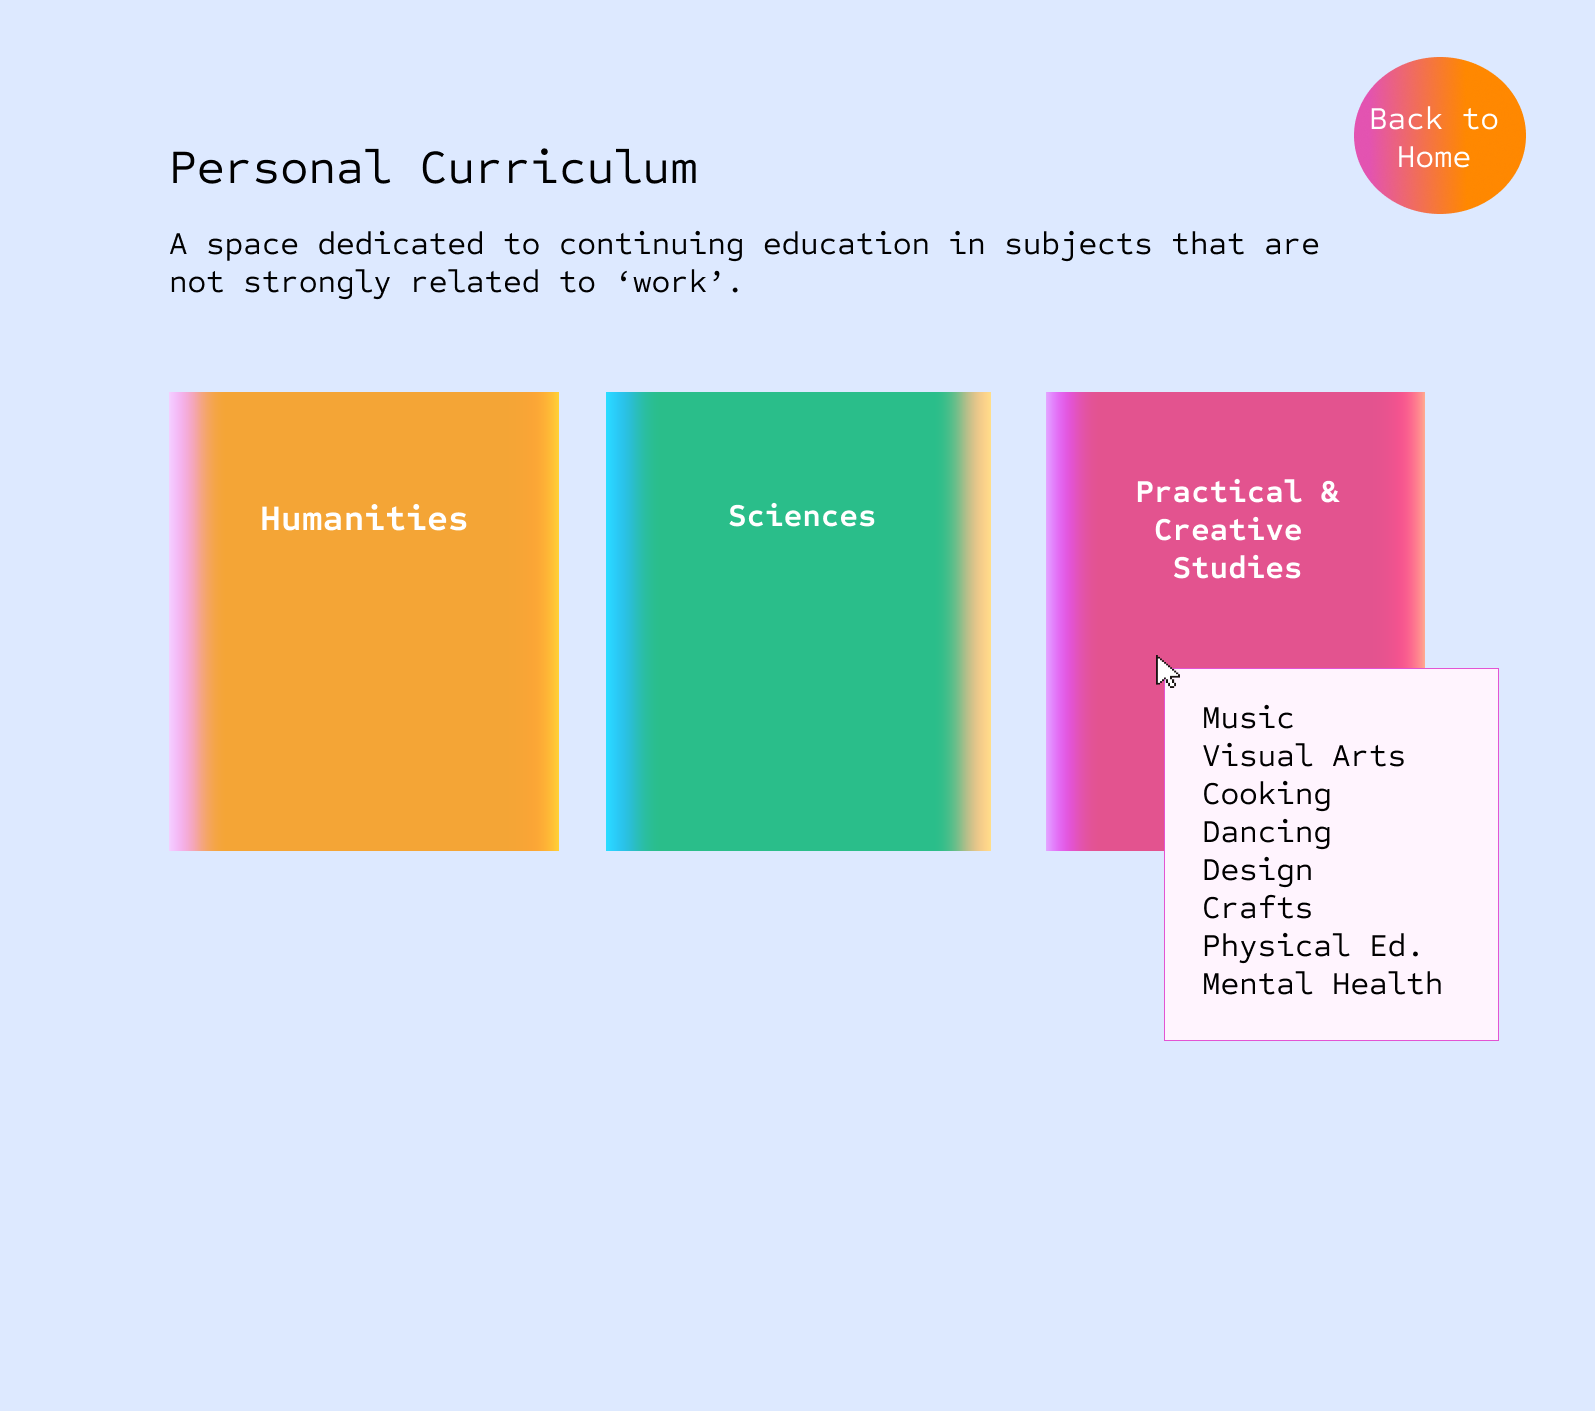 Back to
Home
Personal Curriculum
A space dedicated to continuing education in subjects that are
not strongly related to ‘work’.
Humanities
Sciences
Practical &
Creative
Studies
Music
Visual Arts
Cooking
Dancing
Design
Crafts
Physical Ed.
Mental Health